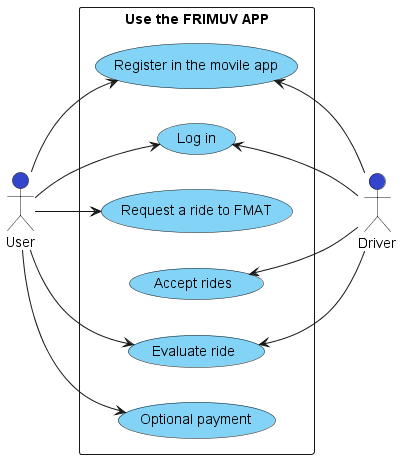 Use the FRIMUV APP
Register in the movile app
Log in
Request a ride to FMAT
User
Driver
Accept rides
Evaluate ride
Optional payment